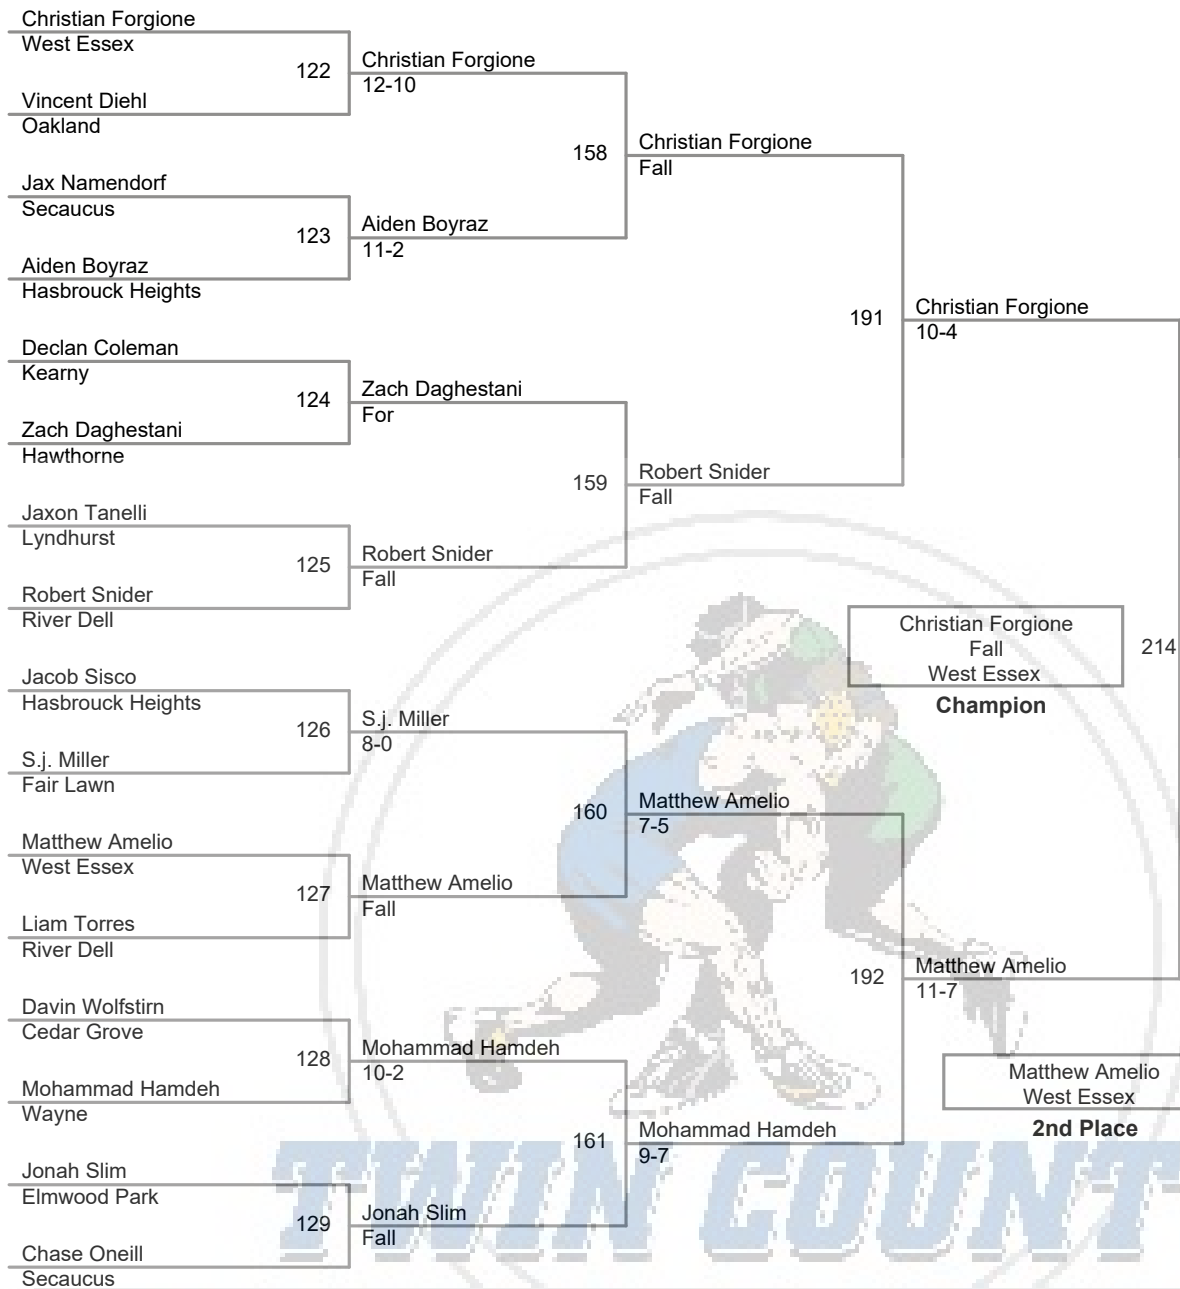 Christian Forgione
West Essex
122
Christian Forgione
12-10
Vincent Diehl
Oakland
158
Christian Forgione
Fall
Jax Namendorf
Secaucus
123
Aiden Boyraz
11-2
Aiden Boyraz
Hasbrouck Heights
191
Christian Forgione
10-4
Declan Coleman
Kearny
124
Zach Daghestani
For
Zach Daghestani
Hawthorne
159
Robert Snider
Fall
Jaxon Tanelli
Lyndhurst
125
Robert Snider
Fall
Robert Snider
River Dell
Christian Forgione
Fall
West Essex
214
Champion
Jacob Sisco
Hasbrouck Heights
126
S.j. Miller
8-0
S.j. Miller
Fair Lawn
160
Matthew Amelio
7-5
Matthew Amelio
West Essex
127
Matthew Amelio
Fall
Liam Torres
River Dell
192
Matthew Amelio
11-7
Davin Wolfstirn
Cedar Grove
128
Mohammad Hamdeh
10-2
Mohammad Hamdeh
Wayne
Matthew Amelio
West Essex
2nd Place
161
Mohammad Hamdeh
9-7
Jonah Slim
Elmwood Park
129
Jonah Slim
Fall
Chase Oneill
Secaucus
TWIN COUNT